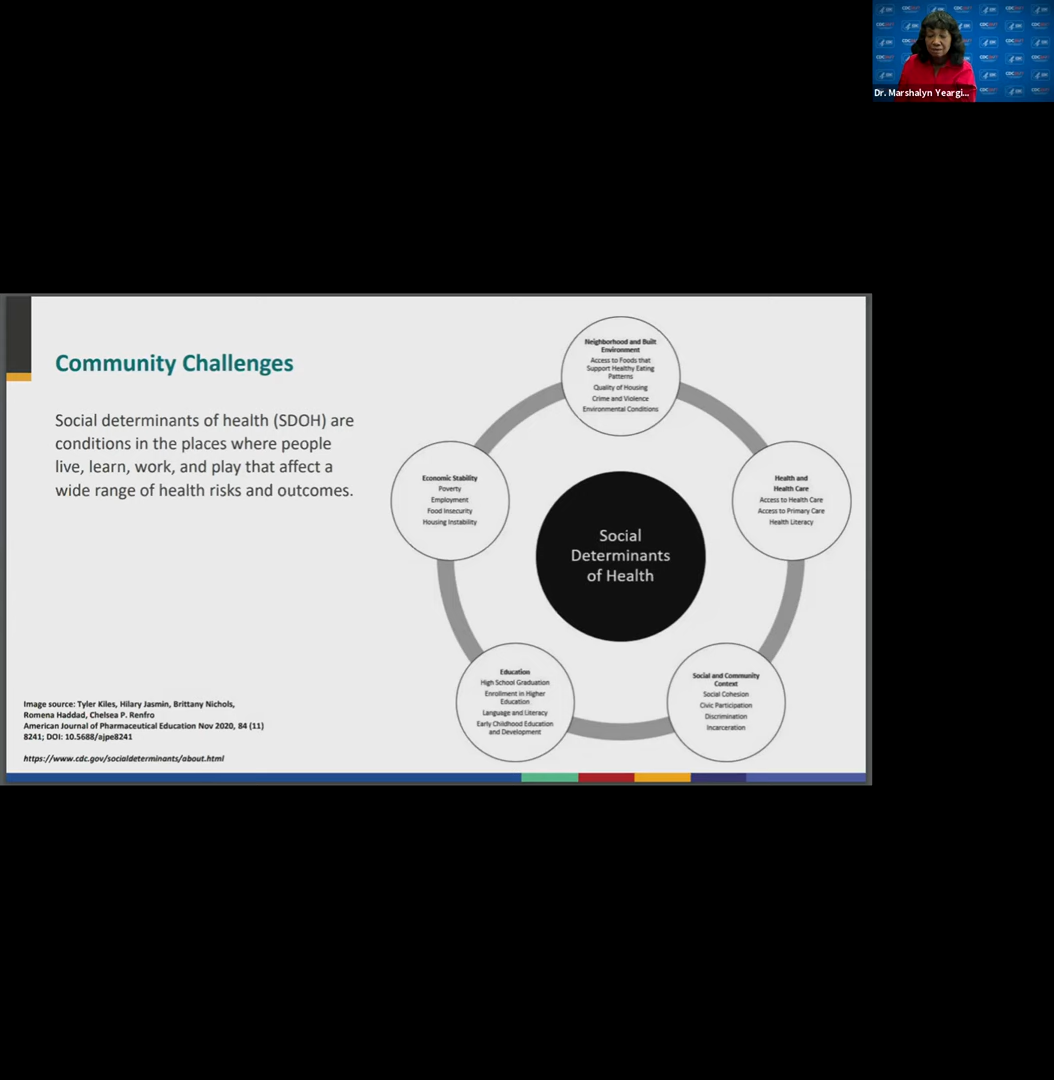 Dr. Marshalyn Yeargi...
Community Challenges
Social determinants of health (SDOH) are
conditions in the places where people
live, learn, work, and play that affect a
wide range of health risks and outcomes.
Neighborhood and Built
Environment
Access to Foods that
Support Healthy Eating
Patterns
Quality of Housing
Crime and Violence
Environmental Conditions
Economic Stability
Poverty
Employment
Food Insecurity
Housing Instability
Health and
Health Care
Access to Health Care
Access to Primary Care
Health Literacy
Social
Determinants
of Health
Education
High School Graduation
Enrollment in Higher
Education
Language and Literacy
Early Childhood Education
and Development
Social and Community
Context
Social Cohesion
Civic Participation
Discrimination
Incarceration
Image source: Tyler Kiles, Hilary Jasmin, Brittany Nichols,
Romena Haddad, Chelsea P. Renfro
American Journal of Pharmaceutical Education Nov 2020, 84 (11)
8241; DOI: 10.5688/ajpe8241
https://www.cdc.gov/socialdeterminants/about.html